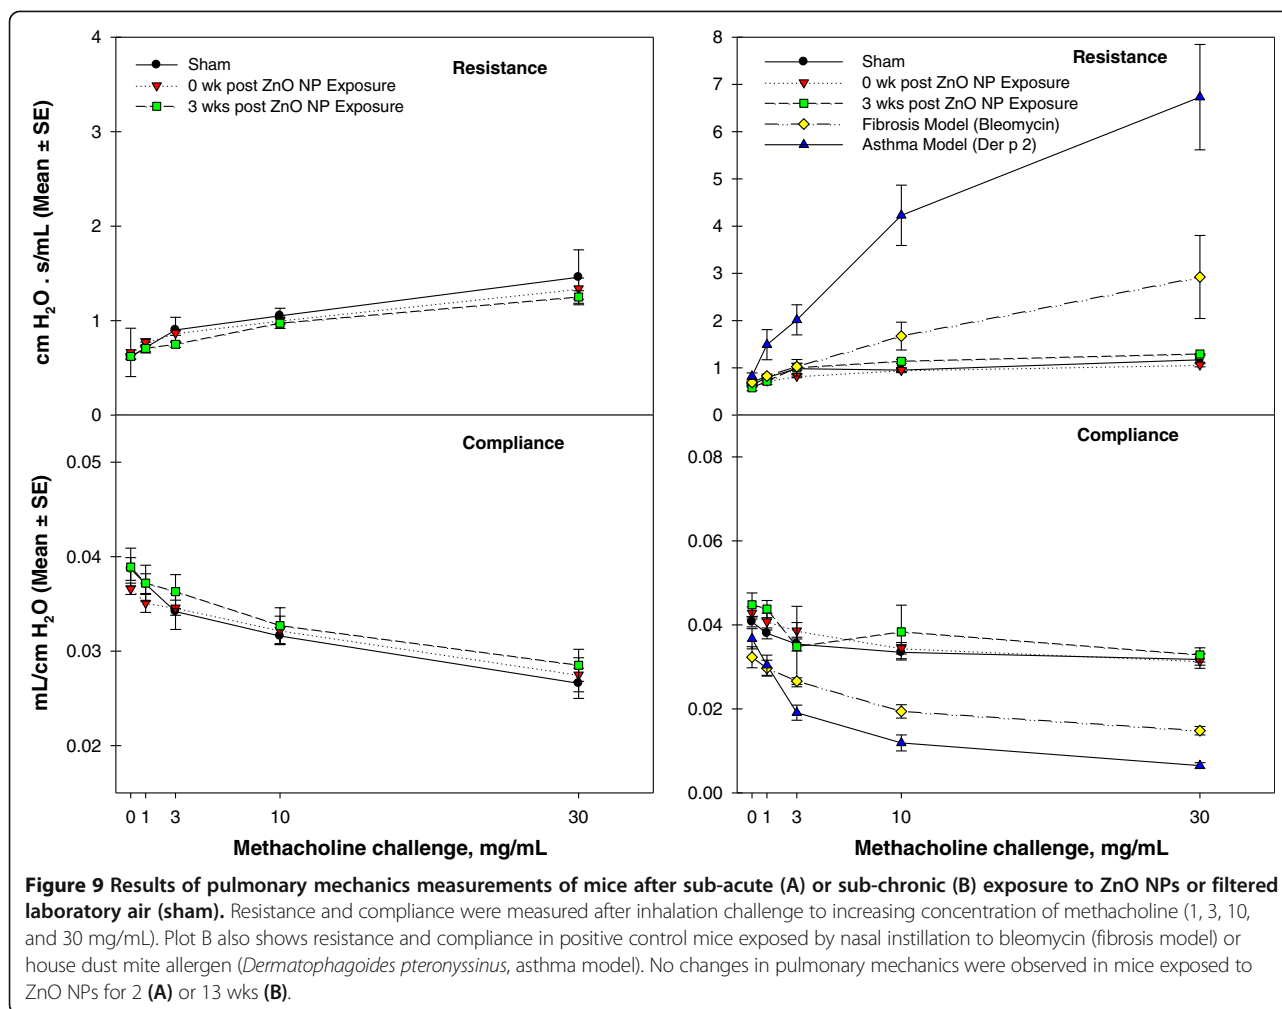 4
3
2
1
0
Sham
0 wk post ZnO NP Exposure
3 wks post ZnO NP Exposure
Resistance
cm H₂O . s/mL (Mean ± SE)
8
7
6
5
4
3
2
1
0
Sham
0 wk post ZnO NP Exposure
3 wks post ZnO NP Exposure
Fibrosis Model (Bleomycin)
Asthma Model (Der p 2)
Resistance
0.05
0.04
0.03
0.02
Compliance
mL/cm H₂O (Mean ± SE)
0 1 3 10 30
Methacholine challenge, mg/mL
0.08
0.06
0.04
0.02
0.00
Compliance
0 1 3 10 30
Methacholine challenge, mg/mL
Figure 9 Results of pulmonary mechanics measurements of mice after sub-acute (A) or sub-chronic (B) exposure to ZnO NPs or filtered
laboratory air (sham). Resistance and compliance were measured after inhalation challenge to increasing concentration of methacholine (1, 3, 10,
and 30 mg/mL). Plot B also shows resistance and compliance in positive control mice exposed by nasal instillation to bleomycin (fibrosis model) or
house dust mite allergen (Dermatophagoides pteronyssinus, asthma model). No changes in pulmonary mechanics were observed in mice exposed to
ZnO NPs for 2 (A) or 13 wks (B).